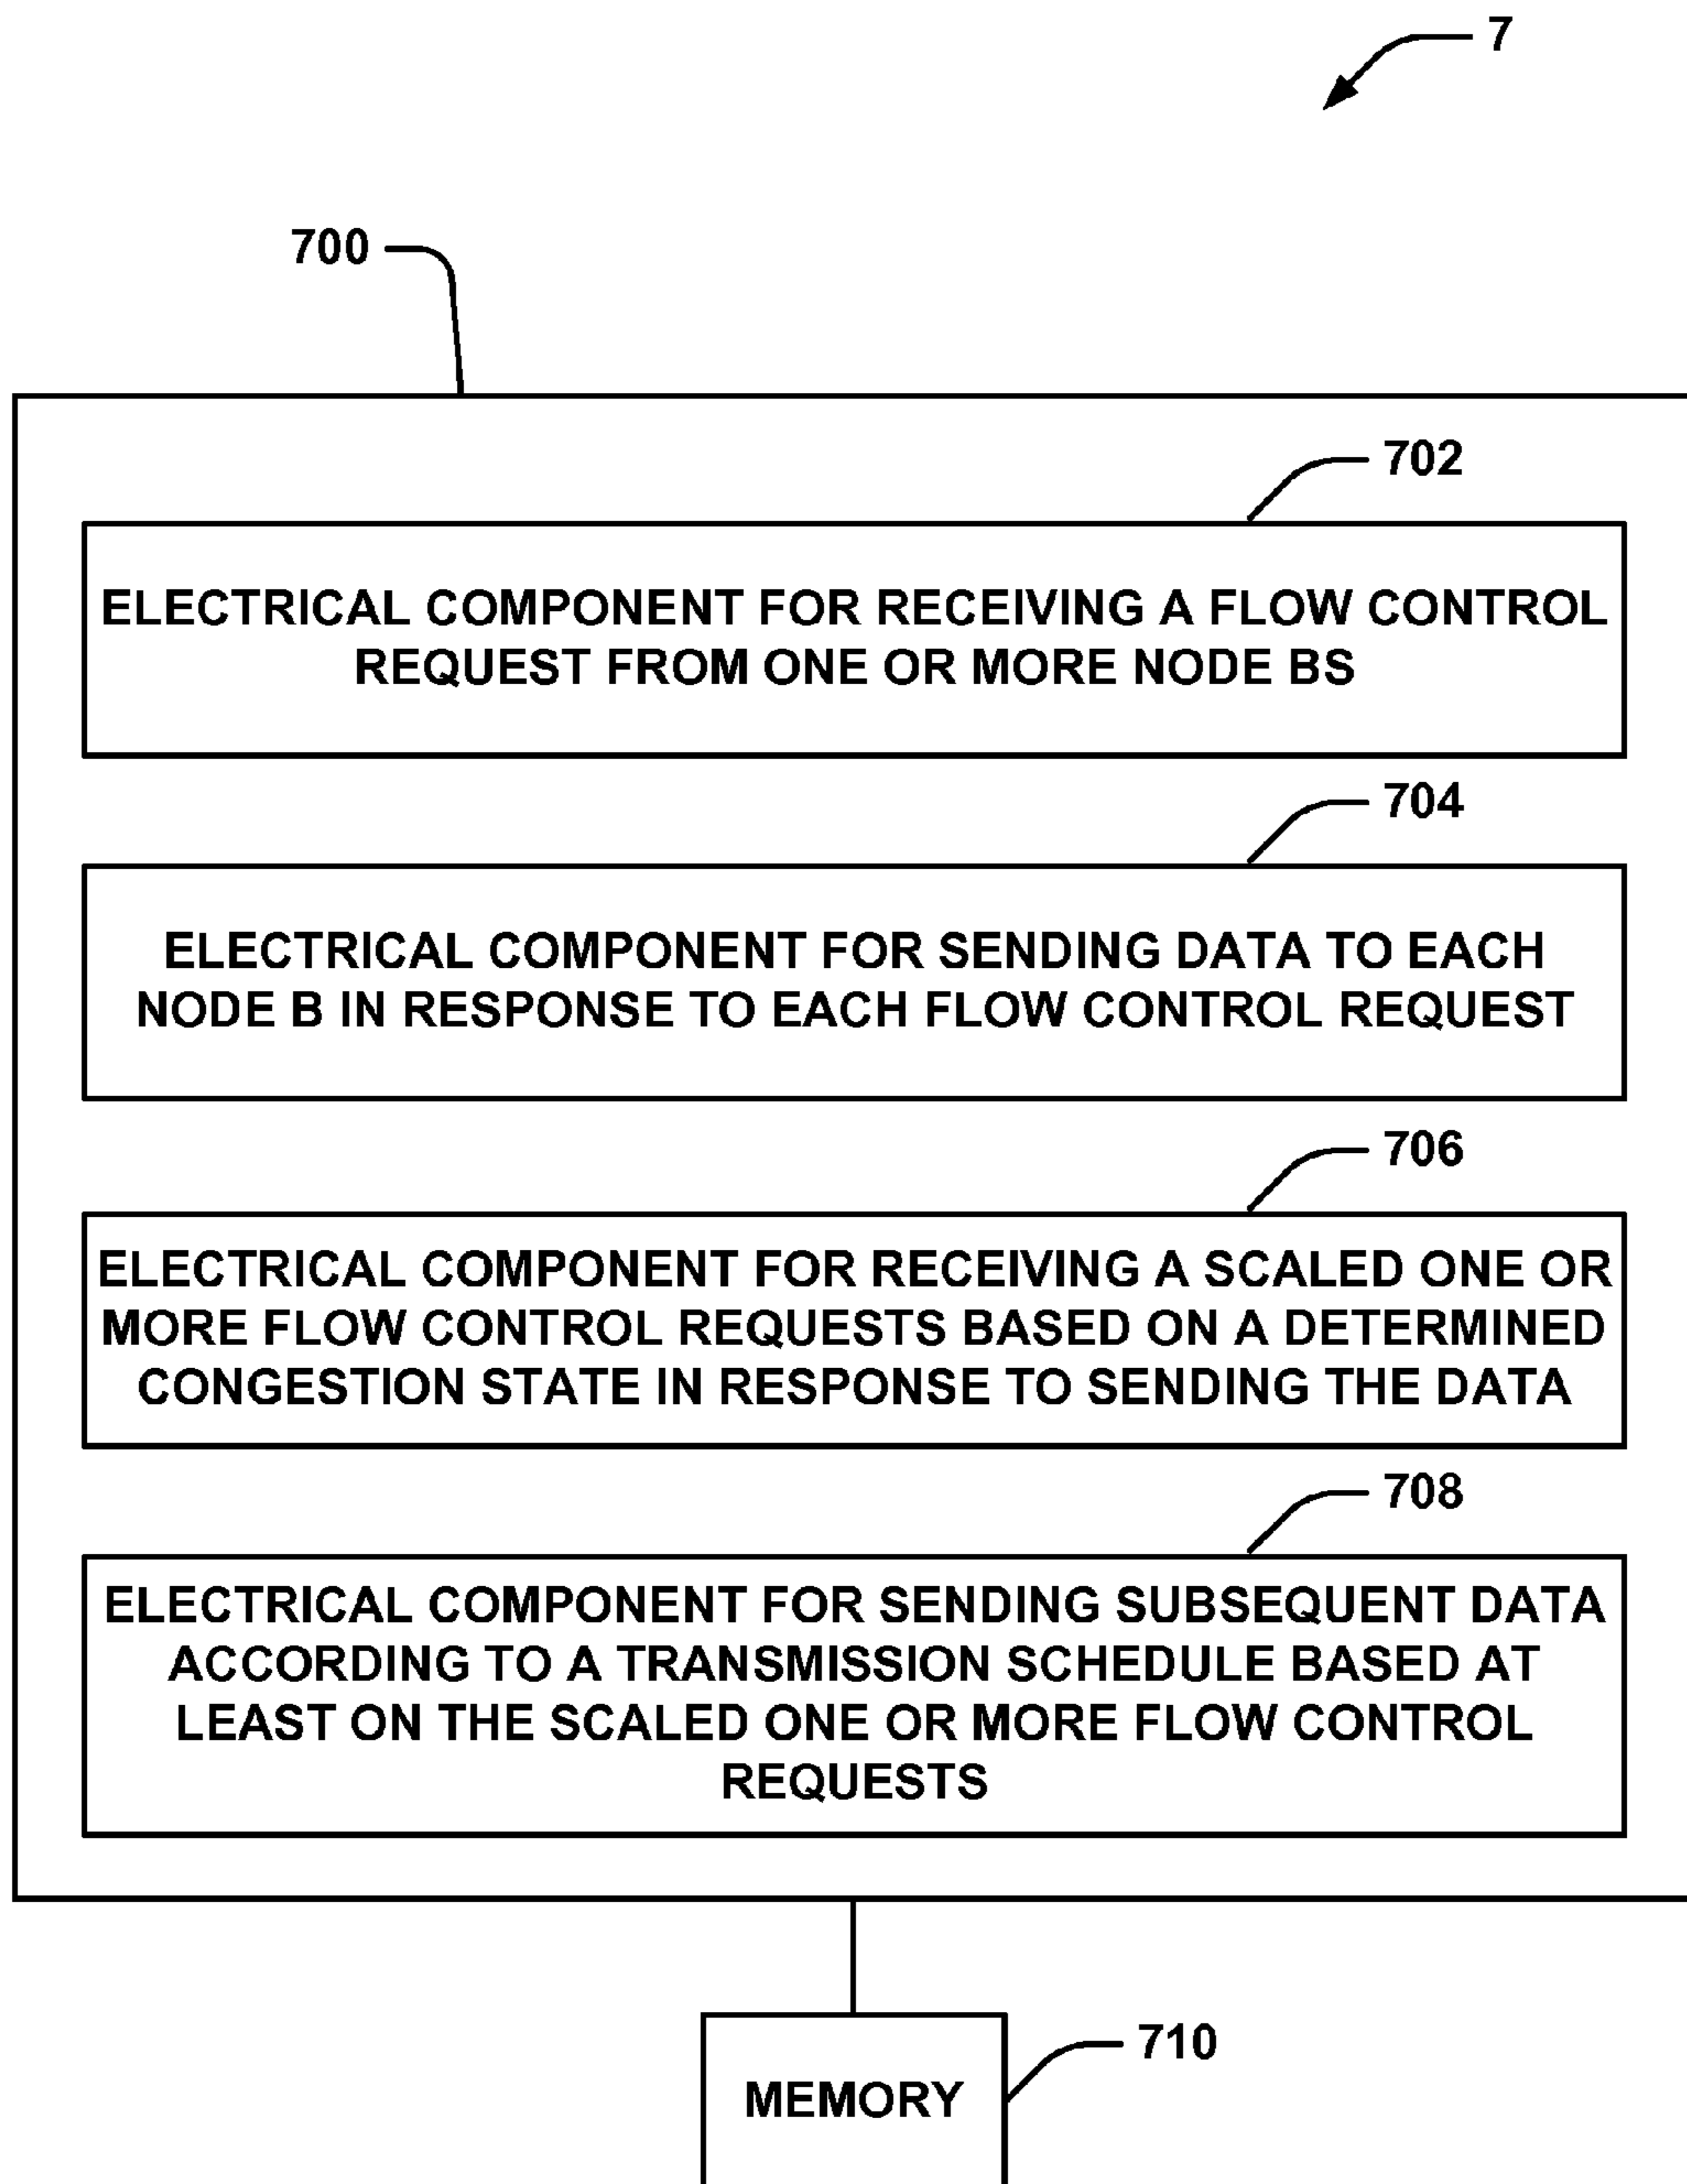 7
700
702
ELECTRICAL COMPONENT FOR RECEIVING A FLOW CONTROL
REQUEST FROM ONE OR MORE NODE BS
704
ELECTRICAL COMPONENT FOR SENDING DATA TO EACH
NODE B IN RESPONSE TO EACH FLOW CONTROL REQUEST
706
ELECTRICAL COMPONENT FOR RECEIVING A SCALED ONE OR
MORE FLOW CONTROL REQUESTS BASED ON A DETERMINED
CONGESTION STATE IN RESPONSE TO SENDING THE DATA
708
ELECTRICAL COMPONENT FOR SENDING SUBSEQUENT DATA
ACCORDING TO A TRANSMISSION SCHEDULE BASED AT
LEAST ON THE SCALED ONE OR MORE FLOW CONTROL
REQUESTS
710
MEMORY